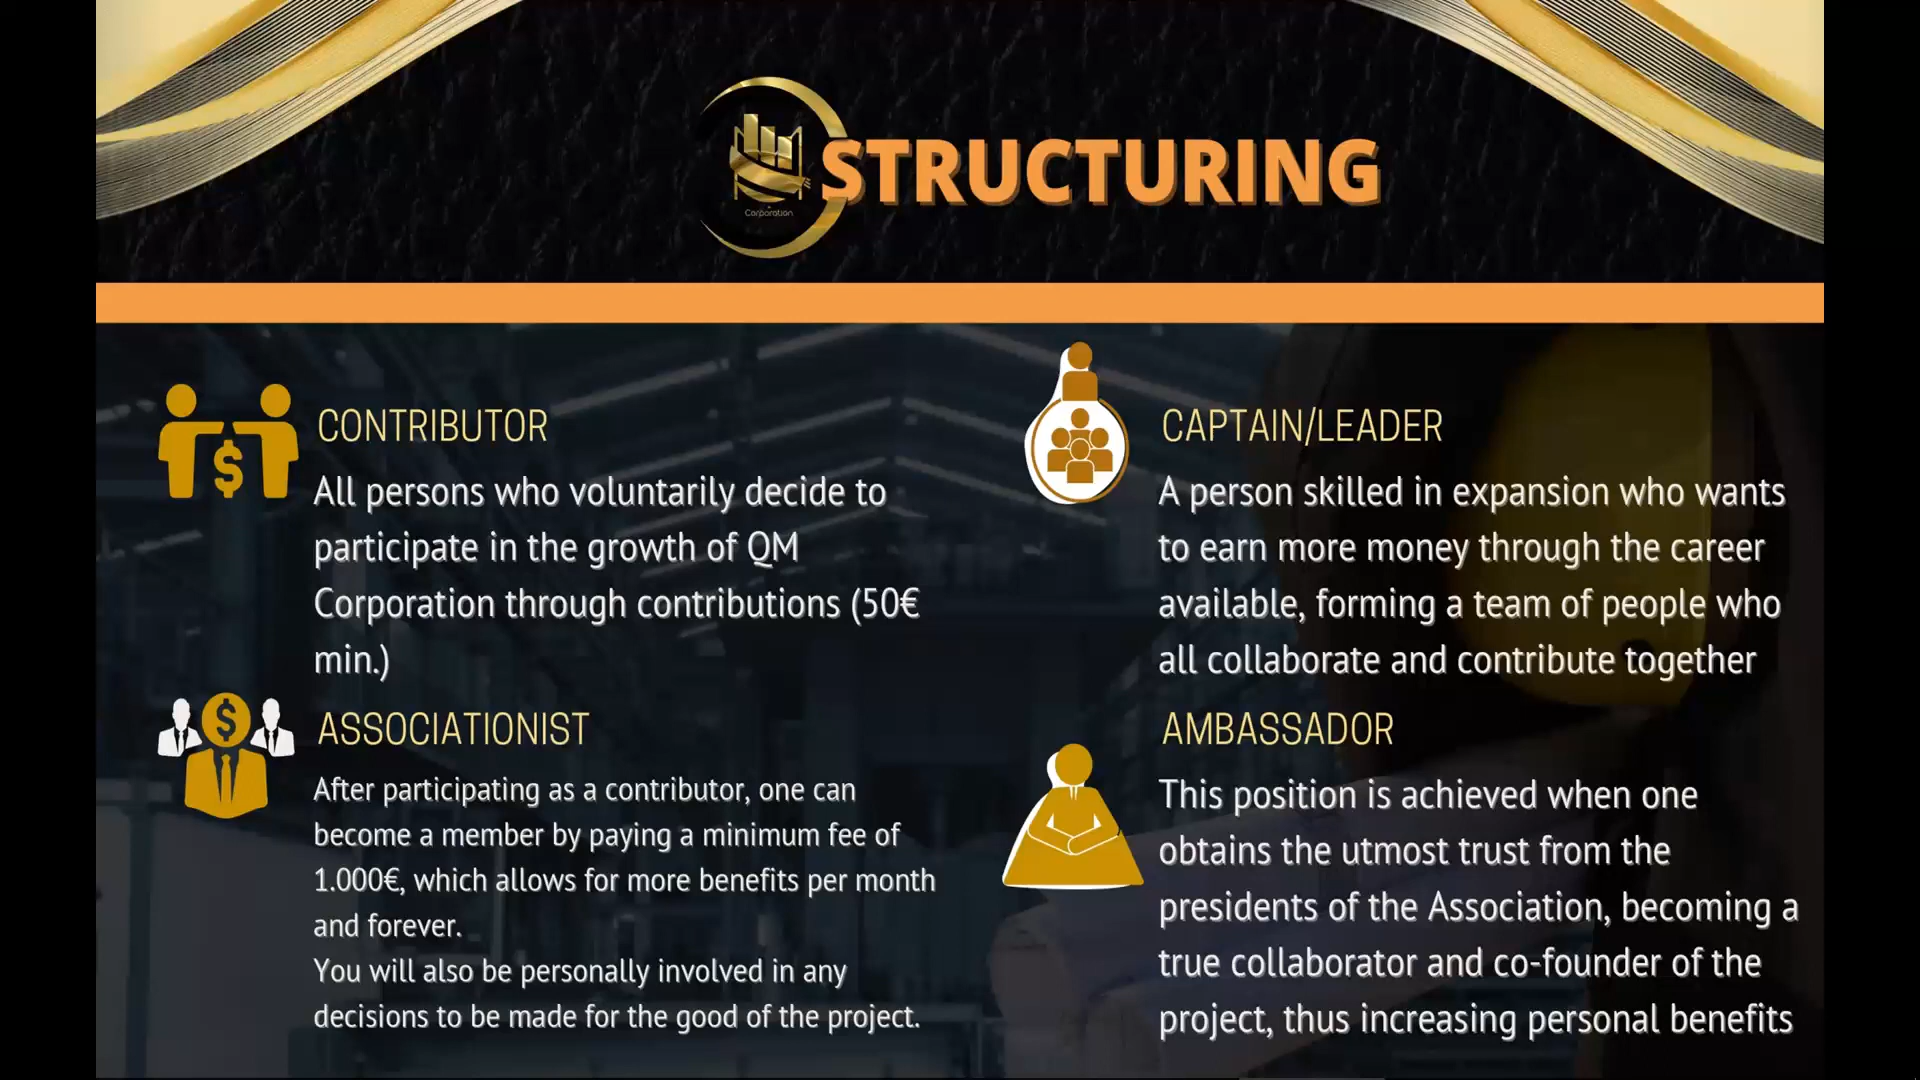 Corporation
STRUCTURING
CONTRIBUTOR
All persons who voluntarily decide to
participate in the growth of QM
Corporation through contributions (50€
min.)
ASSOCIATIONIST
After participating as a contributor, one can
become a member by paying a minimum fee of
1.000€, which allows for more benefits per month
and forever.
You will also be personally involved in any
decisions to be made for the good of the project.
CAPTAIN/LEADER
A person skilled in expansion who wants
to earn more money through the career
available, forming a team of people who
all collaborate and contribute together
AMBASSADOR
This position is achieved when one
obtains the utmost trust from the
presidents of the Association, becoming a
true collaborator and co-founder of the
project, thus increasing personal benefits